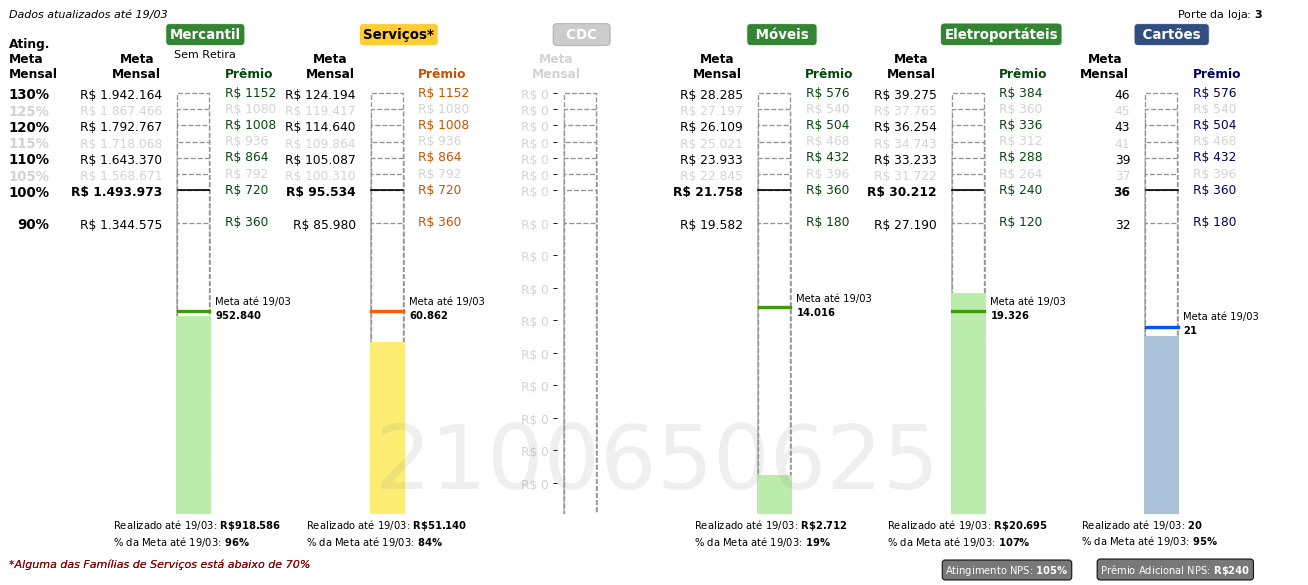 Dados atualizados até 19/03
Porte da loja: 3
Mercantil Serviços* CDC Móveis Eletroportáteis Cartões
Sem Retira
Ating. Meta Mensal
Meta Mensal Prêmio Meta Mensal Prêmio Meta Mensal Meta Mensal Prêmio Meta Mensal Prêmio Meta Mensal Prêmio
130% R$ 1.942.164 R$ 1152 R$ 124.194 R$ 1152 R$ 0 R$ 28.285 R$ 576 R$ 39.275 R$ 384 46 R$ 576
125% R$ 1.867.466 R$ 1080 R$ 119.417 R$ 1080 R$ 0 R$ 27.197 R$ 540 R$ 37.765 R$ 360 45 R$ 540
120% R$ 1.792.767 R$ 1008 R$ 114.640 R$ 1008 R$ 0 R$ 26.109 R$ 504 R$ 36.254 R$ 336 43 R$ 504
115% R$ 1.718.068 R$ 936 R$ 109.864 R$ 936 R$ 0 R$ 25.021 R$ 468 R$ 34.743 R$ 312 41 R$ 468
110% R$ 1.643.370 R$ 864 R$ 105.087 R$ 864 R$ 0 R$ 23.933 R$ 432 R$ 33.233 R$ 288 39 R$ 432
105% R$ 1.568.671 R$ 792 R$ 100.310 R$ 792 R$ 0 R$ 22.845 R$ 396 R$ 31.722 R$ 264 37 R$ 396
100% R$ 1.493.973 R$ 720 R$ 95.534 R$ 720 R$ 0 R$ 21.758 R$ 360 R$ 30.212 R$ 240 36 R$ 360
90% R$ 1.344.575 R$ 360 R$ 85.980 R$ 360 R$ 0 R$ 19.582 R$ 180 R$ 27.190 R$ 120 32 R$ 180
R$ 0
R$ 0
Meta até 19/03 Meta até 19/03 Meta até 19/03 Meta até 19/03
952.840 60.862 14.016 19.326
R$ 0
Meta até 19/03
21
R$ 0
R$ 0
R$ 0
R$ 0
R$ 0
2100650625
R$ 0
Realizado até 19/03: R$918.586 Realizado até 19/03: R$51.140 Realizado até 19/03: R$2.712 Realizado até 19/03: R$20.695 Realizado até 19/03: 20
% da Meta até 19/03: 96% % da Meta até 19/03: 84% % da Meta até 19/03: 19% % da Meta até 19/03: 107% % da Meta até 19/03: 95%
*Alguma das Famílias de Serviços está abaixo de 70%
Atingimento NPS: 105% Prêmio Adicional NPS: R$240